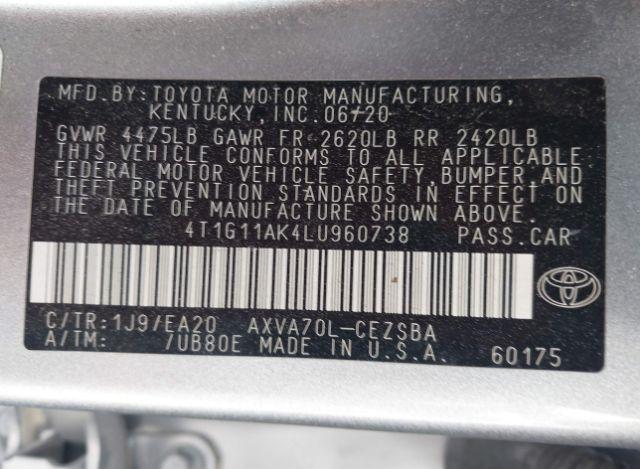 MFD.BY:TOYOTA MOTOR MANUFACTURING,
KENTUCKY,INC.06/20
GVWR 4475LB GAWR FR 2620LB RR 2420LB
THIS VEHICLE CONFORMS TO ALL APPLICABLE
FEDERAL MOTOR VEHICLE SAFETY,BUMPER,AND
THEFT PREVENTION STANDARDS IN EFFECT ON
THE DATE OF MANUFACTURE SHOWN ABOVE.
4T1G11AK4LU960738 PASS.CAR
C/TR:1J9/EA20 AXVA70L-CEZSBA
A/TM: /UB80E MADE IN U.S.A. 60175